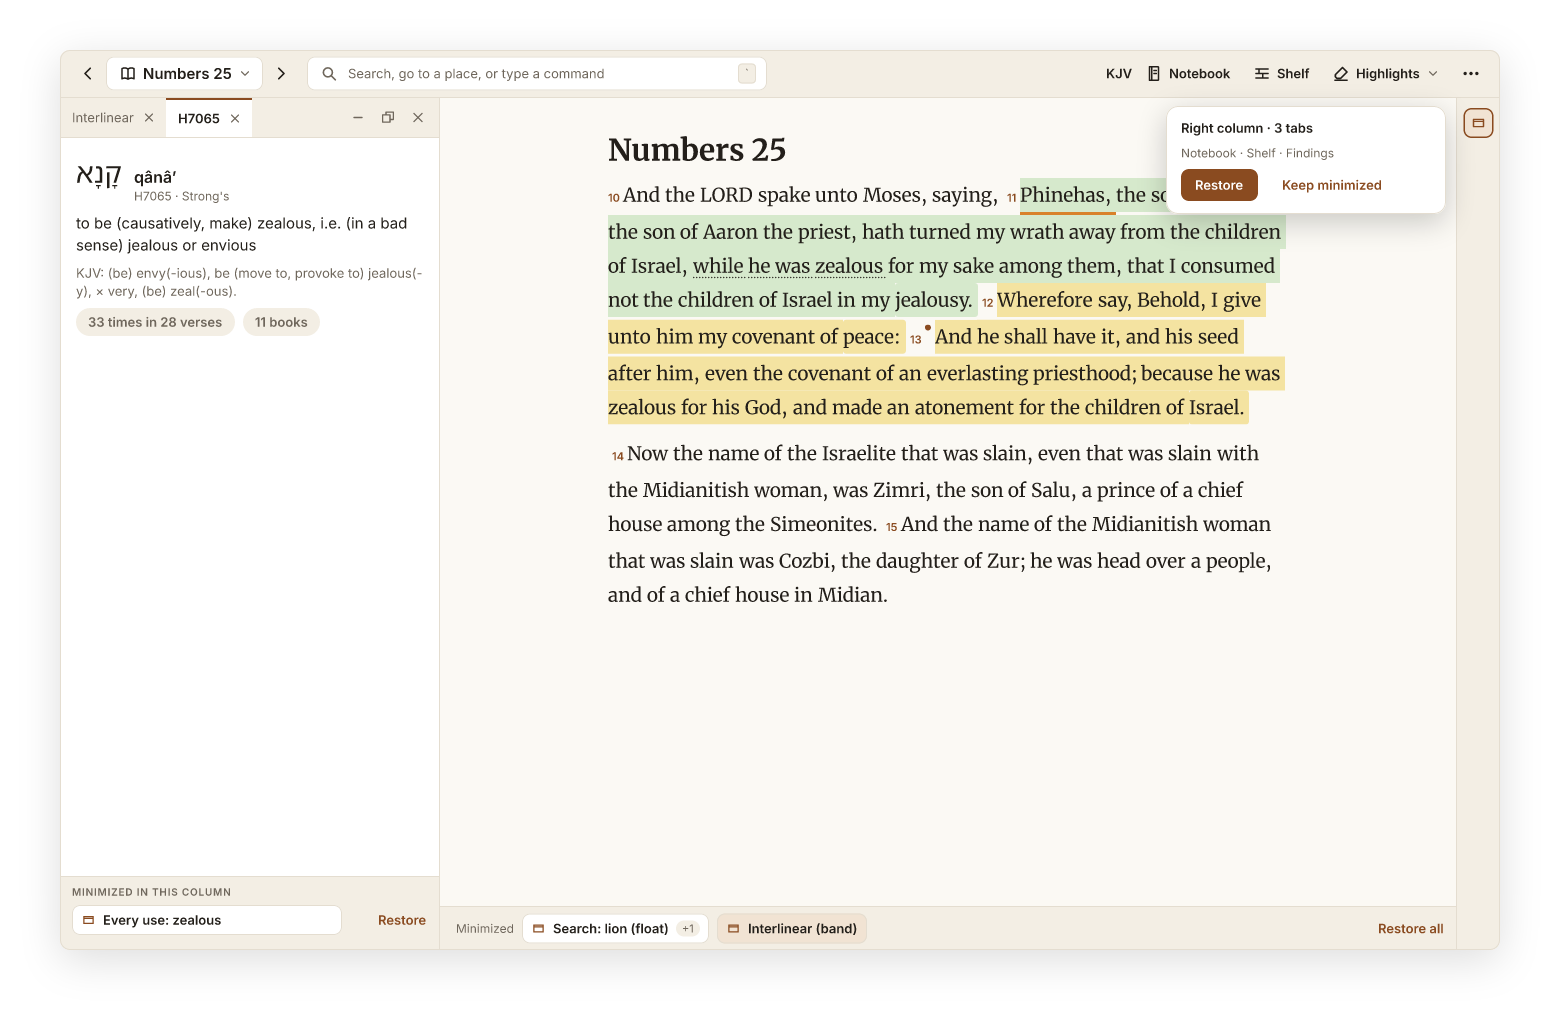 Numbers 25
Search, go to a place, or type a command
KJV
Notebook
Shelf
Highlights
Interlinear
H7065
קָנָא qânâʼ
H7065 · Strong's
to be (causatively, make) zealous, i.e. (in a bad
sense) jealous or envious
KJV: (be) envy(-ious), be (move to, provoke to) jealous(-
y), × very, (be) zeal(-ous).
33 times in 28 verses
11 books
MINIMIZED IN THIS COLUMN
Every use: zealous
Restore
Numbers 25
10 And the LORD spake unto Moses, saying, 11 Phinehas, the so
the son of Aaron the priest, hath turned my wrath away from the children
of Israel, while he was zealous for my sake among them, that I consumed
not the children of Israel in my jealousy. 12 Wherefore say, Behold, I give
unto him my covenant of peace: 13 And he shall have it, and his seed
after him, even the covenant of an everlasting priesthood; because he was
zealous for his God, and made an atonement for the children of Israel.
14 Now the name of the Israelite that was slain, even that was slain with
the Midianitish woman, was Zimri, the son of Salu, a prince of a chief
house among the Simeonites. 15 And the name of the Midianitish woman
that was slain was Cozbi, the daughter of Zur; he was head over a people,
and of a chief house in Midian.
Right column · 3 tabs
Notebook · Shelf · Findings
Restore
Keep minimized
Minimized
Search: lion (float) +1
Interlinear (band)
Restore all